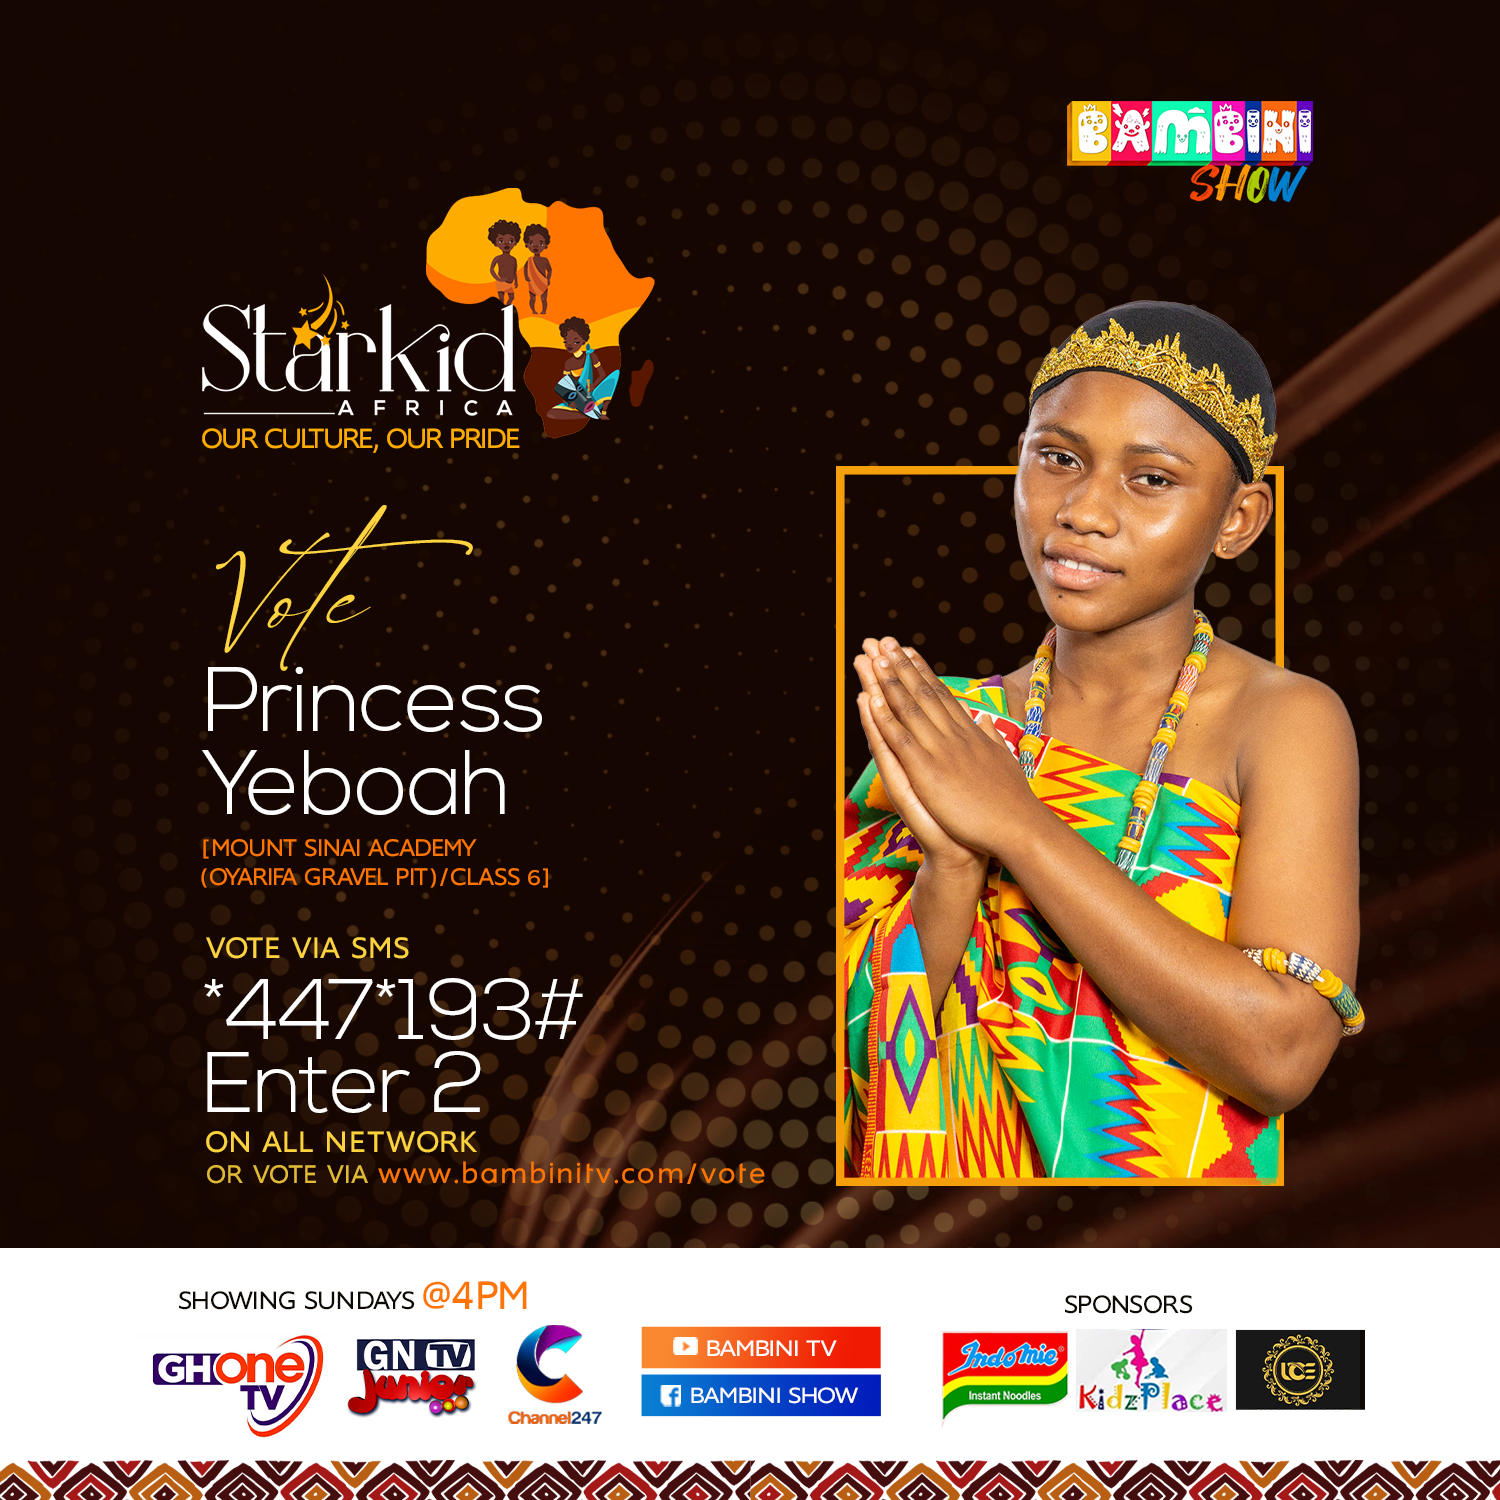 BAMBINI
SHOW
Starkid
AFRICA
OUR CULTURE, OUR PRIDE
Vote
Princess
Yeboah
[MOUNT SINAI ACADEMY
(OYARIFA GRAVEL PIT)/CLASS 6]
VOTE VIA SMS
*447*193#
Enter 2
ON ALL NETWORK
OR VOTE VIA www.bambinitv.com/vote
SHOWING SUNDAYS @4PM
GHOne
TV
GN TV
Junior
Channel247
BAMBINI TV
BAMBINI SHOW
SPONSORS
Indomie
Instant Noodles
KidzPlace